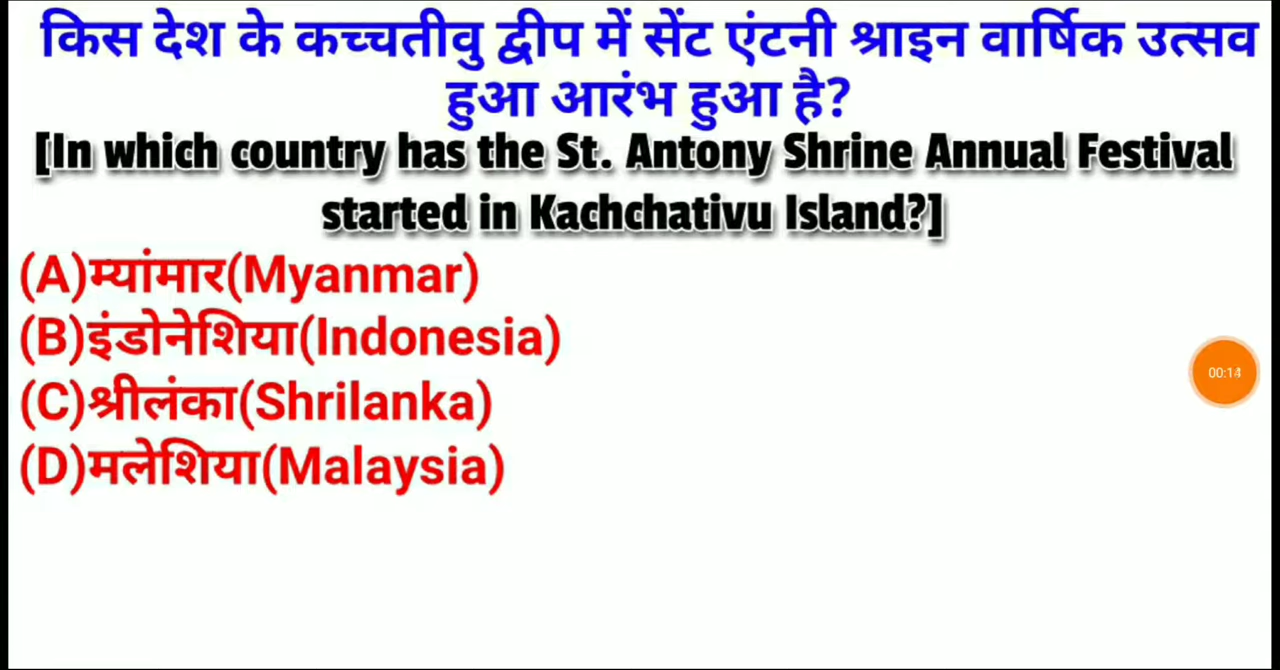 किस देश के कच्चतीवु द्वीप में सेंट एंटनी श्राइन वार्षिक उत्सव
हुआ आरंभ हुआ है?
[In which country has the St. Antony Shrine Annual Festival
started in Kachchativu Island?]
(A)म्यांमार(Myanmar)
(B)इंडोनेशिया(Indonesia)
(C)श्रीलंका(Shrilanka)
(D)मलेशिया(Malaysia)
00:14